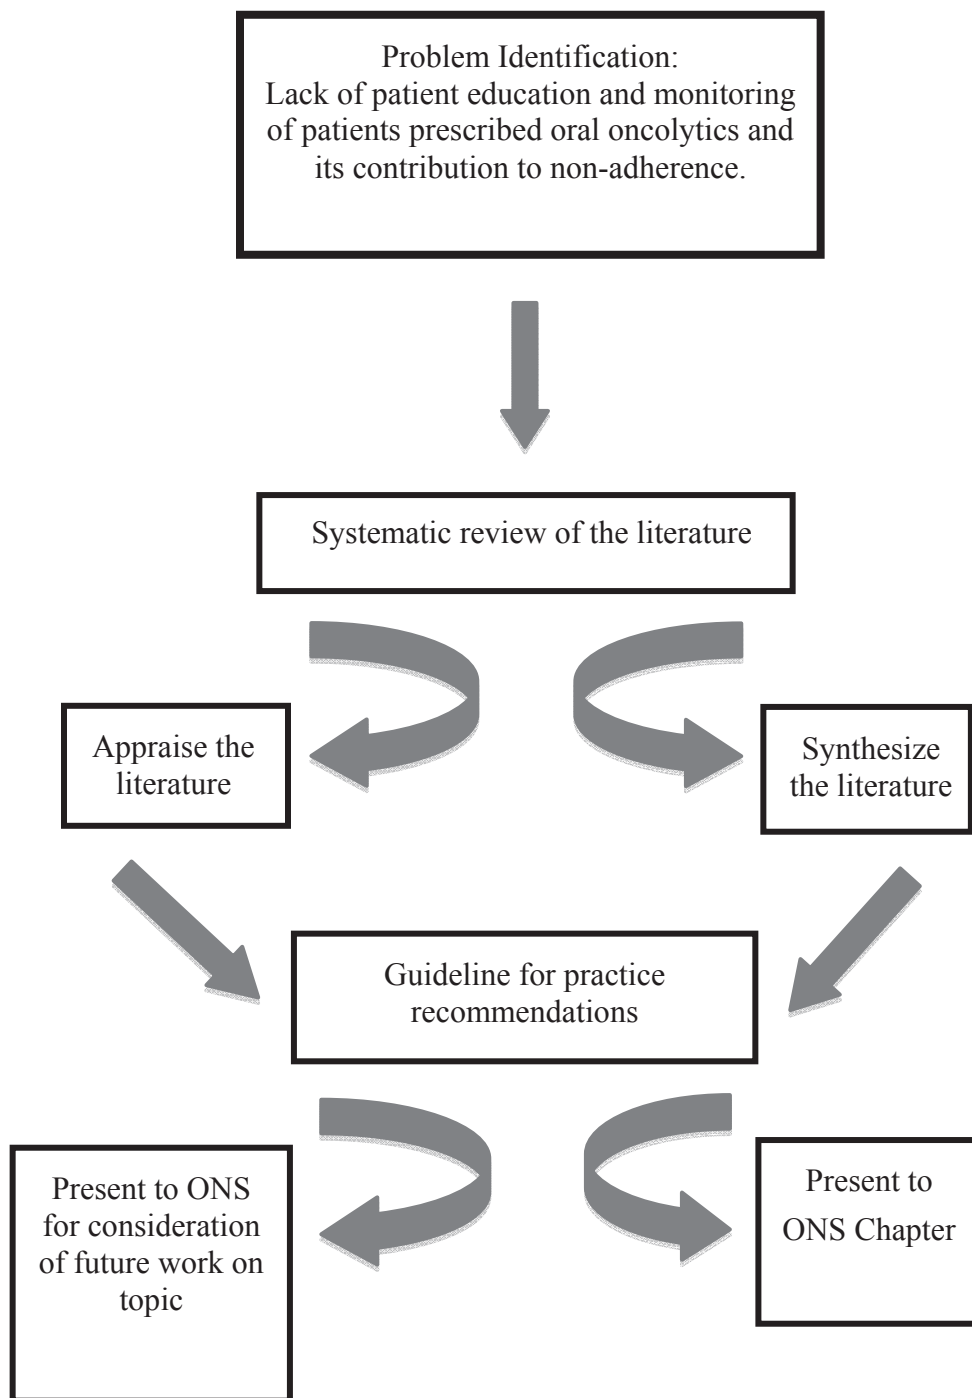 Problem Identification:
Lack of patient education and monitoring
of patients prescribed oral oncolytics and
its contribution to non-adherence.
Systematic review of the literature
Appraise the
literature
Synthesize
the literature
Guideline for practice
recommendations
Present to ONS
for consideration
of future work on
topic
Present to
ONS Chapter